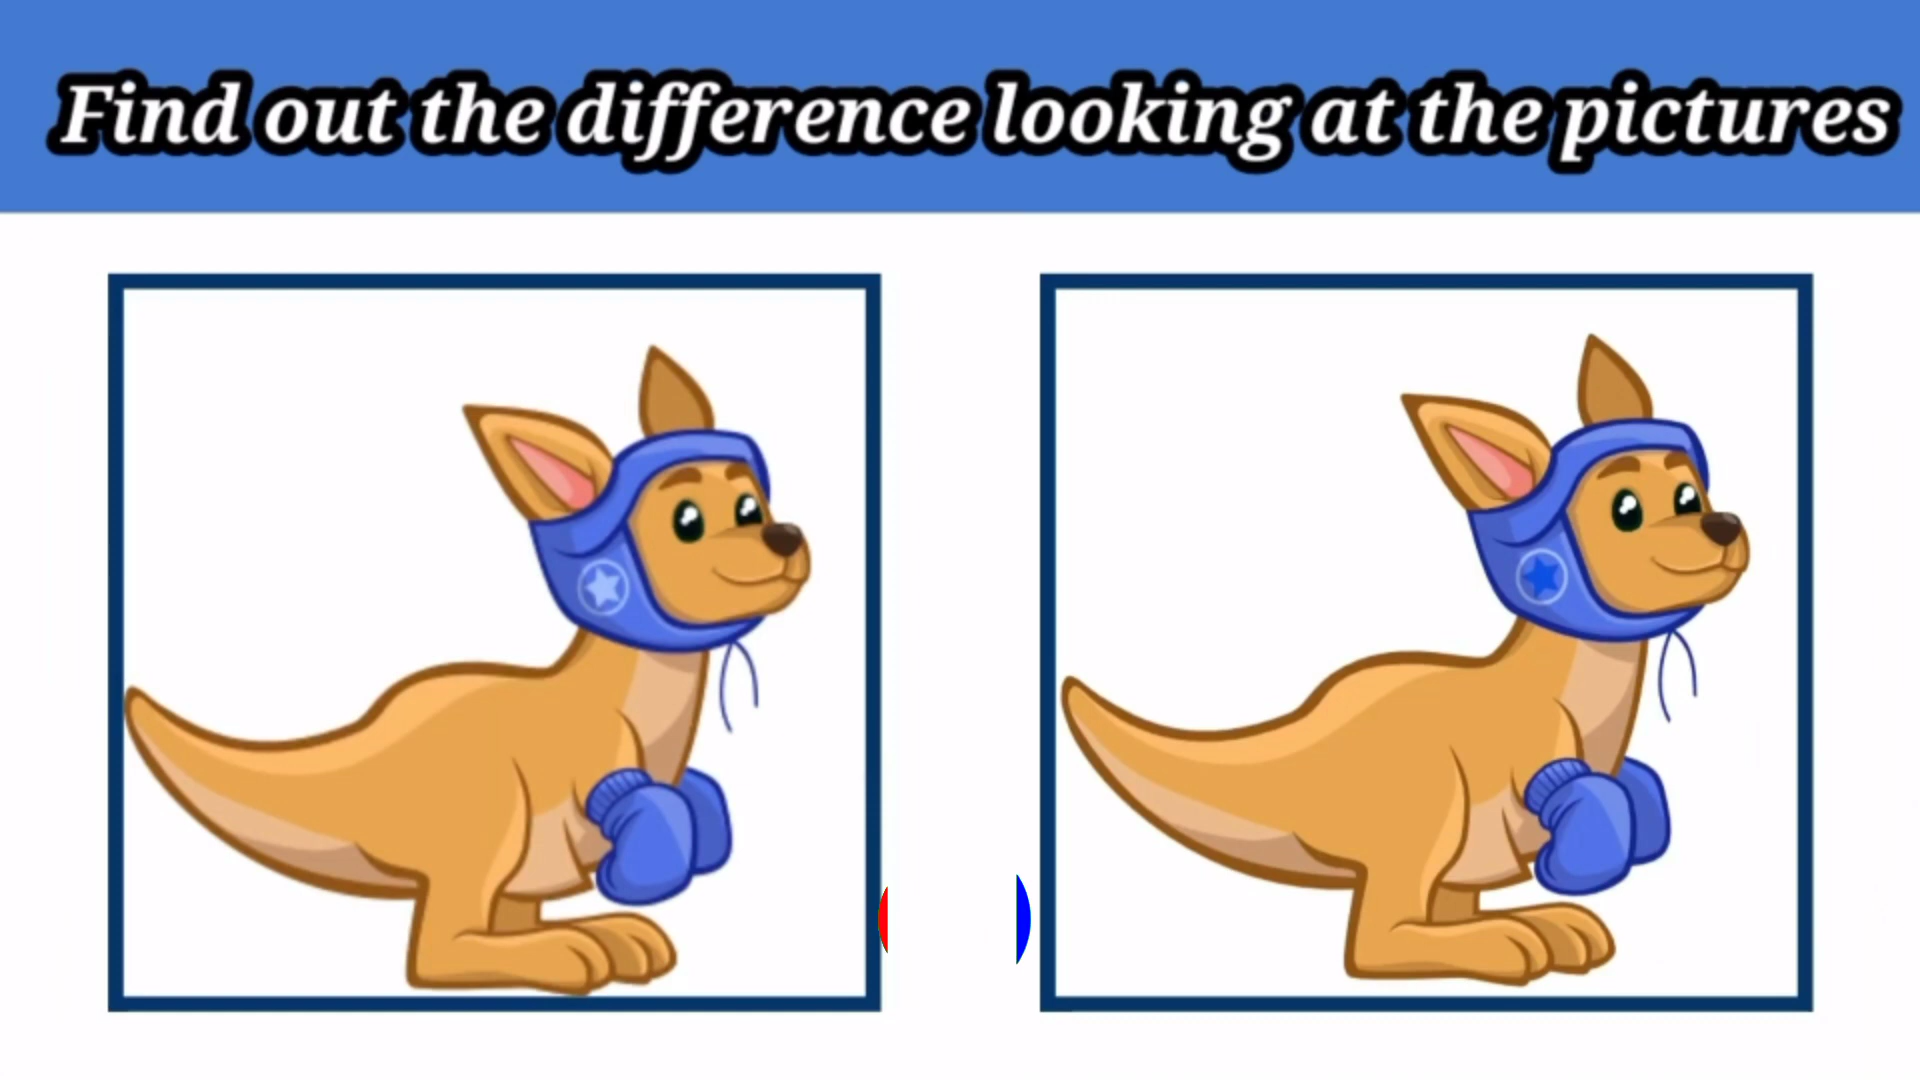 Find out the difference looking at the pictures